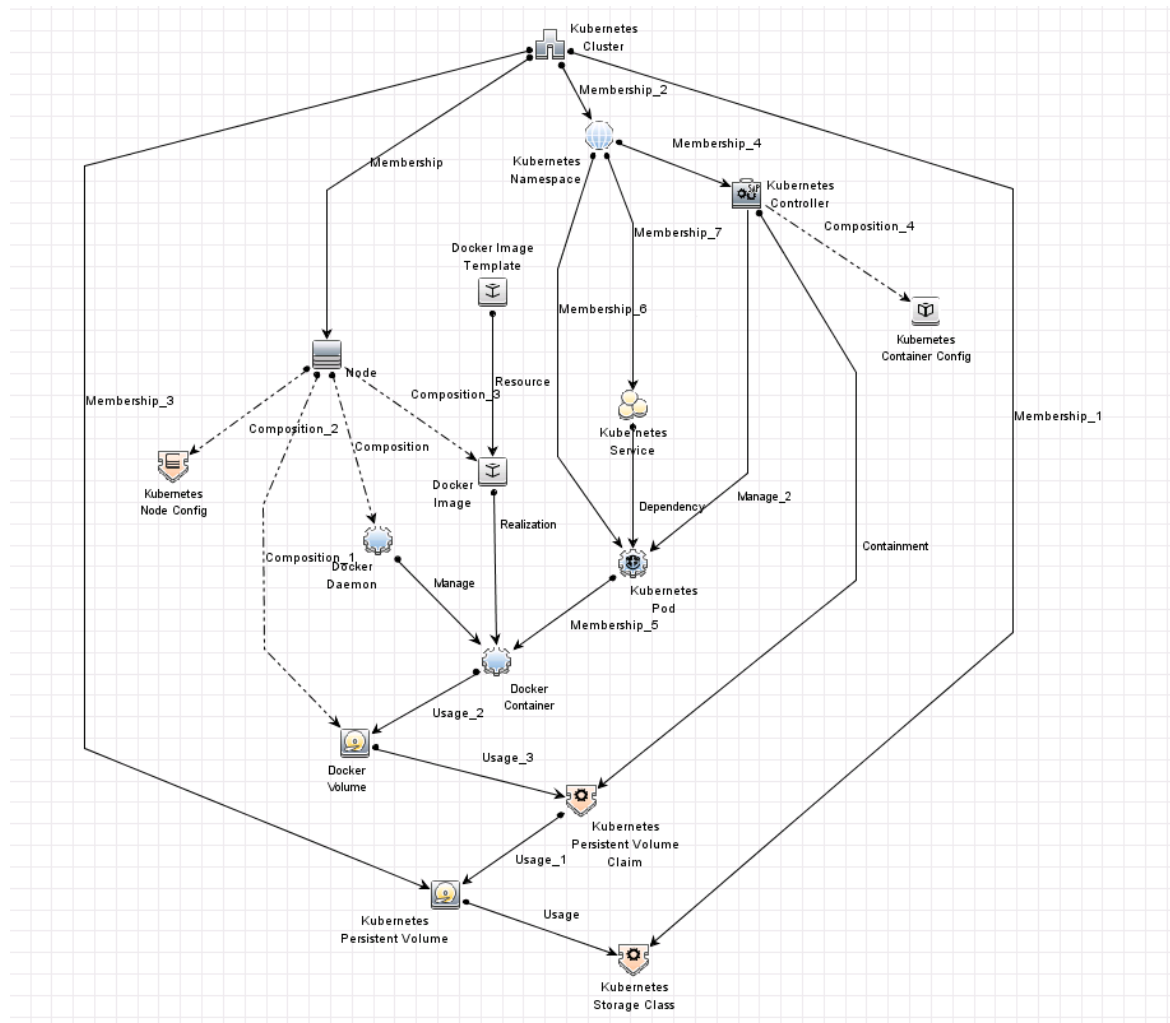 Kubernetes
Cluster
Membership_2
Membership_4
Membership
Kubernetes
Namespace
Kubernetes
Controller
Composition_4
Membership_7
Docker Image
Template
Membership_6
Kubernetes
Container Config
Node
Resource
Composition_3
Membership_3
Membership_1
Composition_2
Composition
Kubernetes
Service
Kubernetes
Node Config
Docker
Image
Manage_2
Dependency
Realization
Containment
Composition_1
Docker
Daemon
Manage
Kubernetes
Pod
Membership_5
Docker
Container
Usage_2
Usage_3
Docker
Volume
Kubernetes
Persistent Volume
Claim
Usage_1
Usage
Kubernetes
Persistent Volume
Kubernetes
Storage Class